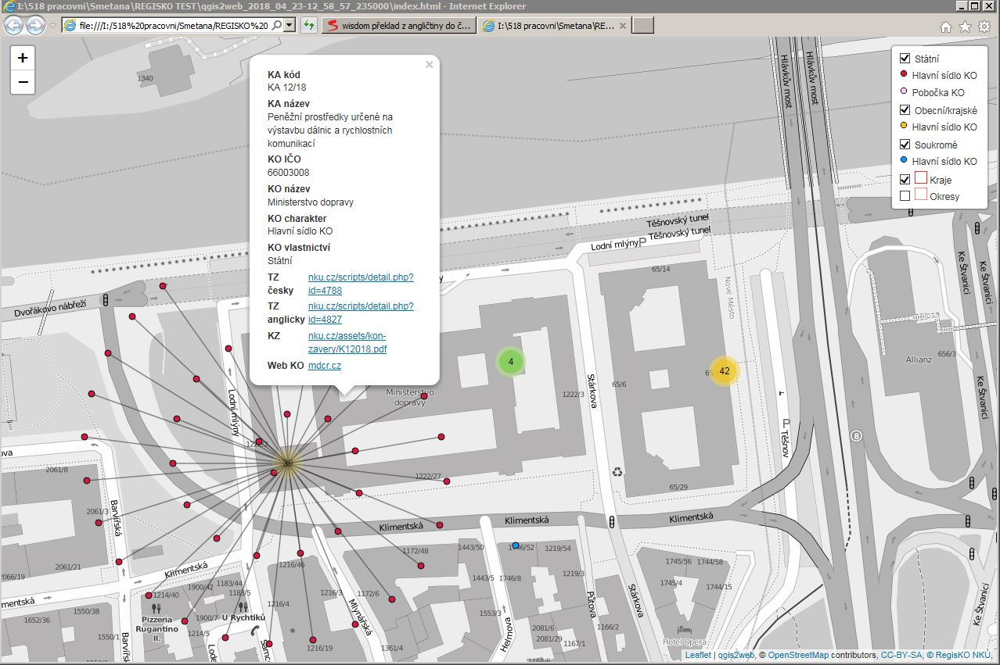 I:\518 pracovni\Smetana\REGISKO TEST\qgis2web_2018_04_23-12_58_57_235000\index.html - Internet Explorer
file:///I:/518%20pracovni/Smetana/REGISKO%20
wisdom překlad z angličtiny do č...
I:\518 pracovni\Smetana\RE...
+
−
KA kód
KA 12/18
KA název
Peněžní prostředky určené na
výstavbu dálnic a rychlostních
komunikací
KO IČO
66003008
KO název
Ministerstvo dopravy
KO charakter
Hlavní sídlo KO
KO vlastnictví
Státní
TZ česky nku.cz/scripts/detail.php?
id=4788
TZ anglicky nku.cz/scripts/detail.php?
id=4827
KZ nku.cz/assets/kon-
zavery/K12018.pdf
Web KO mdcr.cz
Státní
Hlavní sídlo KO
Pobočka KO
Obecní/krajské
Hlavní sídlo KO
Soukromé
Hlavní sídlo KO
Kraje
Okresy
1340
Hlávkův most
Hlávkův most
Těšnovský tunel
Těšnovský tunel
Lodní mlýny
P
65/14
Nové Město
Ke Štvanici
Ke Štvanici
Dvořákovo nábřeží
4
42
Allianz
656/3
65/6
Ministerstvo
dopravy
1222/3
Stárkova
Ke Štvanici
Lodní mlýny
P
Těšnov
8
1222/2
39
2061/8
1222/27
65/29
2061/3
Barvířská
Klimentská
Klimentská
Klimentská
1443/50
1746/52
1219/54
1172/48
2061/21
Klimentská
1216/46
1745/56
1744/58
2066/19
1183/44
1900/42
1183/5
1214/40
1216/3
1172/6
1443/5
1746/8
1219/3
1745/4
1744/15
1216/4
Mlynářská
Půtova
Stárkova
Ke Štvanici
1550/38
1652/36
Pizzeria
Rugantino
II.
1900/7
1214/5
U Rychtiků
1553/3
Helmova
2081/6
2081/29
1166/2
1167/1
1550/1
Barvířská
1216/19
1361/4
1168/6
Hotel Opera
Leaflet | qgis2web, © OpenStreetMap contributors, CC-BY-SA, © RegisKO NKÚ,